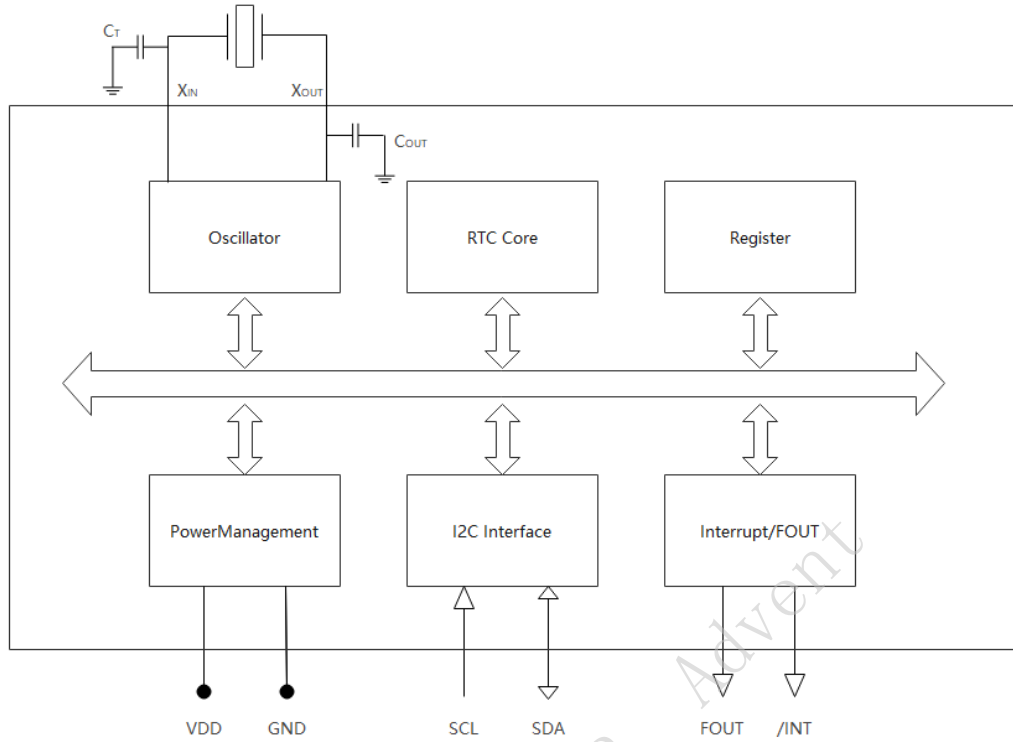 CT
XIN
XOUT
COUT
Oscillator
RTC Core
Register
PowerManagement
I2C Interface
Interrupt/FOUT
Advent
VDD
GND
SCL
SDA
FOUT
/INT